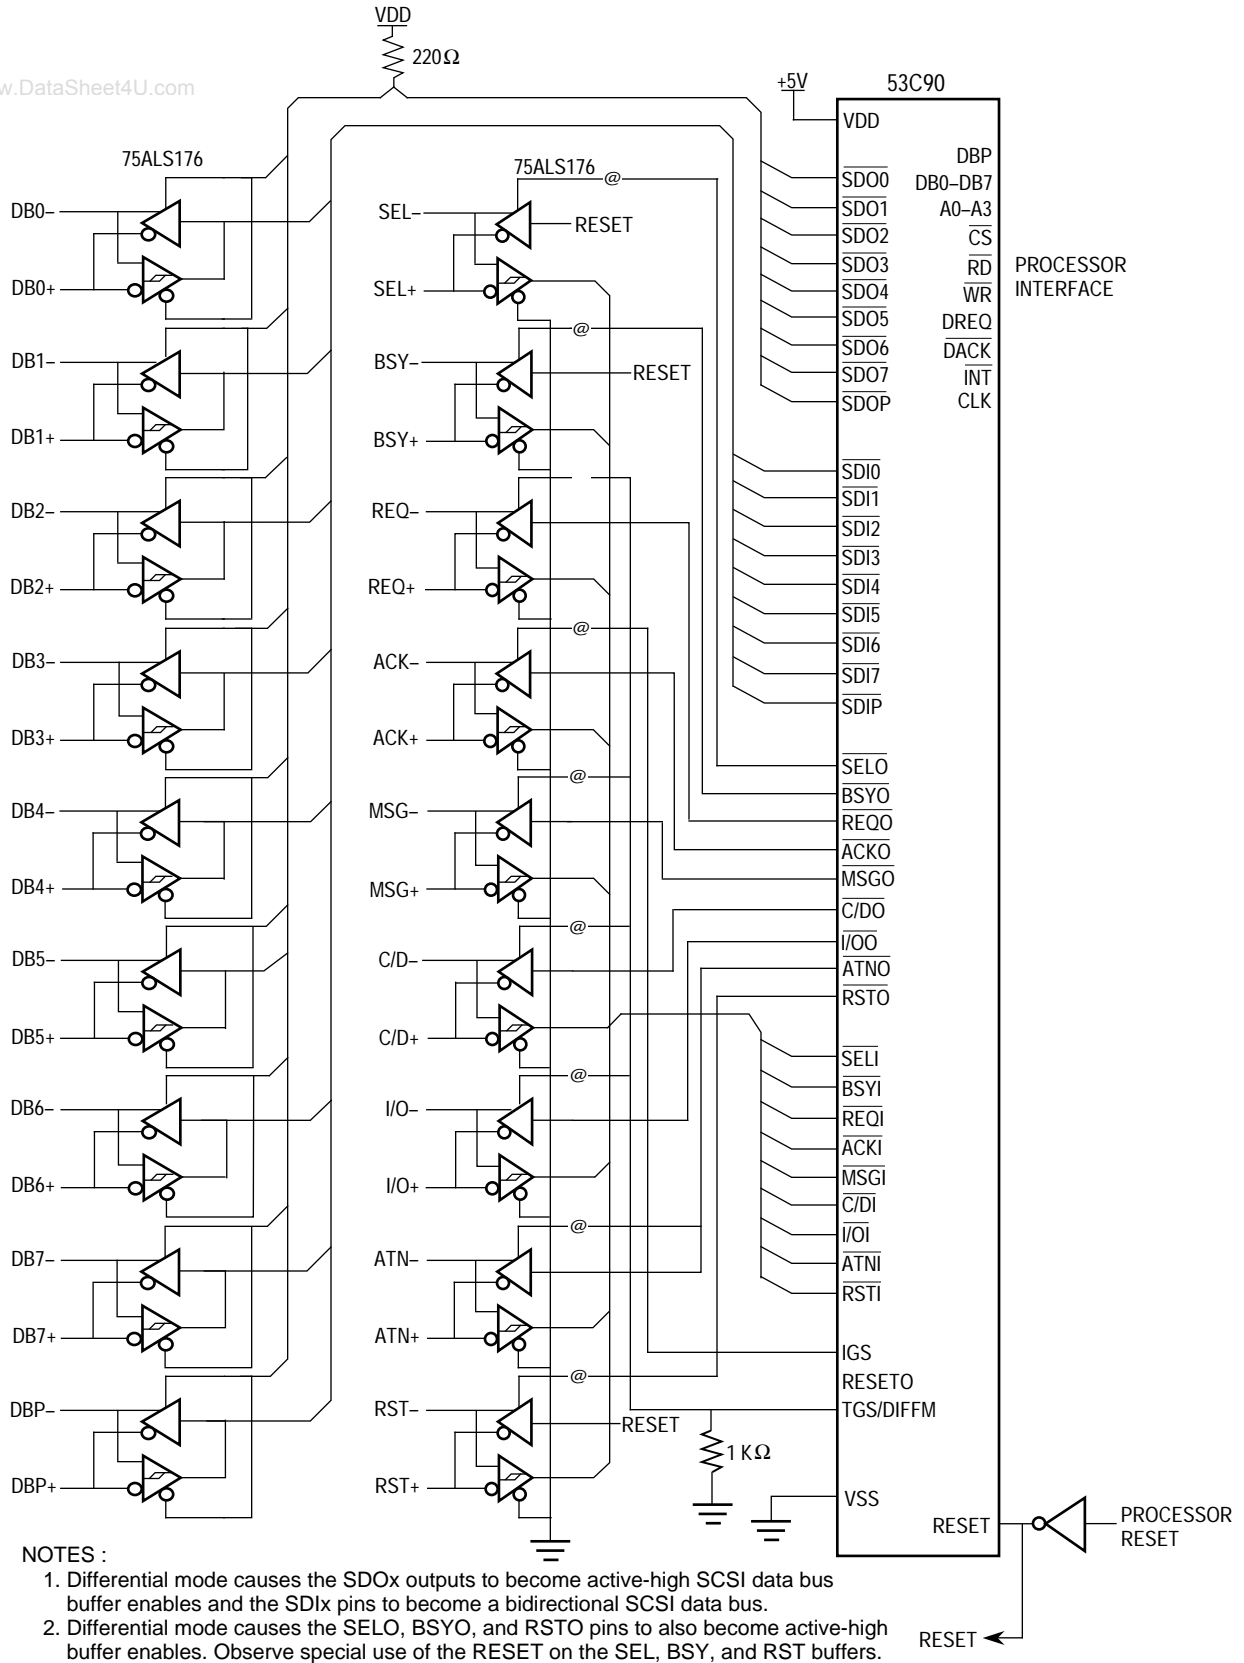 VDD
220Ω
w.DataSheet4U.com
+5V
53C90
VDD
75ALS176
75ALS176
@
DBP
SDO0
DB0–DB7
SDO1
A0–A3
SDO2
CS
SDO3
RD
SDO4
WR
SDO5
DREQ
SDO6
DACK
SDO7
INT
SDOP
CLK
PROCESSOR
INTERFACE
DB0–
DB0+
SEL–
RESET
SEL+
@
DB1–
DB1+
BSY–
RESET
BSY+
SDI0
SDI1
SDI2
SDI3
SDI4
SDI5
SDI6
SDI7
SDIP
DB2–
DB2+
REQ–
REQ+
@
DB3–
DB3+
ACK–
ACK+
@
SELO
BSYO
REQO
ACKO
MSGO
C/DO
I/OO
ATNO
RSTO
DB4–
DB4+
MSG–
MSG+
@
DB5–
DB5+
C/D–
C/D+
@
SELI
BSYI
REQI
ACKI
MSGI
C/DI
I/OI
ATNI
RSTI
DB6–
DB6+
I/O–
I/O+
@
DB7–
DB7+
ATN–
ATN+
@
IGS
RESETO
TGS/DIFFM
DBP–
DBP+
RST–
RESET
RST+
1 KΩ
VSS
RESET
PROCESSOR
RESET
RESET
NOTES :
1. Differential mode causes the SDOx outputs to become active-high SCSI data bus
buffer enables and the SDIx pins to become a bidirectional SCSI data bus.
2. Differential mode causes the SELO, BSYO, and RSTO pins to also become active-high
buffer enables. Observe special use of the RESET on the SEL, BSY, and RST buffers.